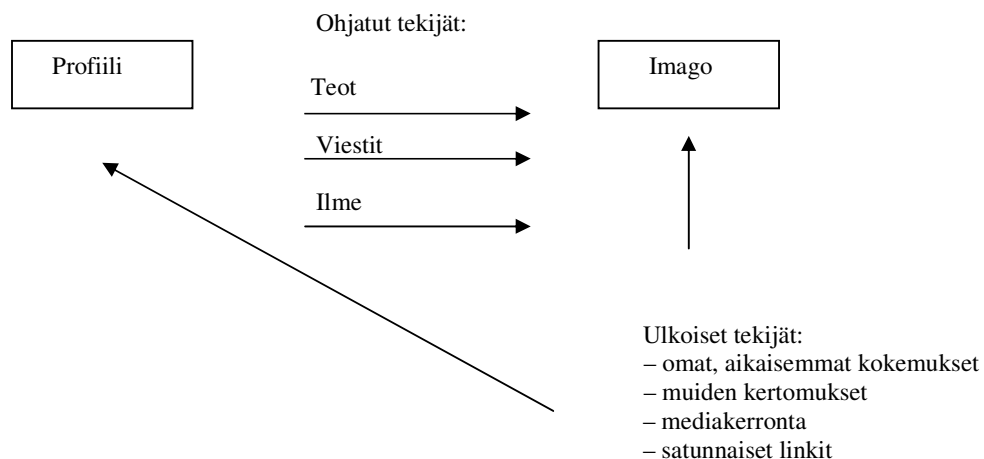 Ohjatut tekijät:
Profiili
Imago
Teot
Viestit
Ilme
Ulkoiset tekijät:
– omat, aikaisemmat kokemukset
– muiden kertomukset
– mediakerronta
– satunnaiset linkit